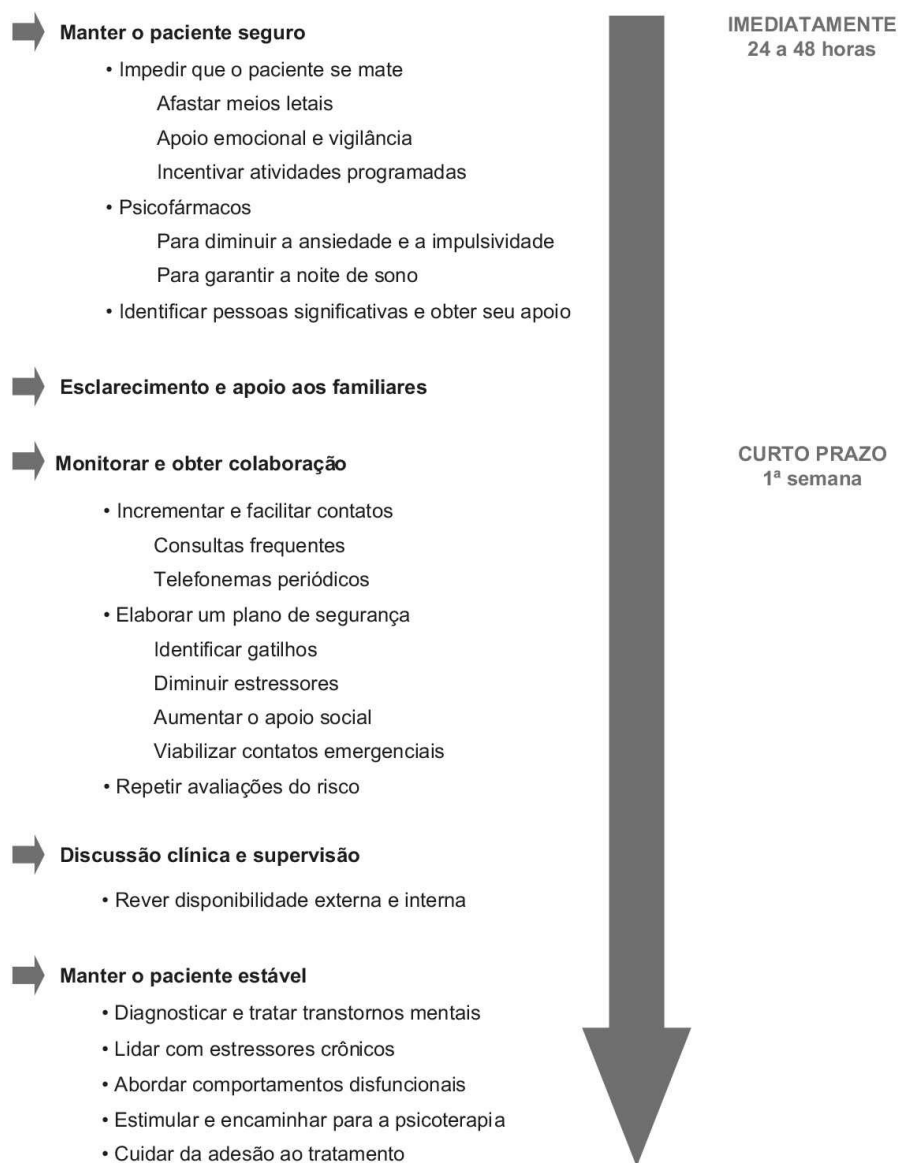 Manter o paciente seguro
IMEDIATAMENTE
24 a 48 horas
• Impedir que o paciente se mate
Afastar meios letais
Apoio emocional e vigilância
Incentivar atividades programadas
• Psicofármacos
Para diminuir a ansiedade e a impulsividade
Para garantir a noite de sono
• Identificar pessoas significativas e obter seu apoio
Esclarecimento e apoio aos familiares
Monitorar e obter colaboração
CURTO PRAZO
1ª semana
• Incrementar e facilitar contatos
Consultas frequentes
Telefonemas periódicos
• Elaborar um plano de segurança
Identificar gatilhos
Diminuir estressores
Aumentar o apoio social
Viabilizar contatos emergenciais
• Repetir avaliações do risco
Discussão clínica e supervisão
• Rever disponibilidade externa e interna
Manter o paciente estável
• Diagnosticar e tratar transtornos mentais
• Lidar com estressores crônicos
• Abordar comportamentos disfuncionais
• Estimular e encaminhar para a psicoterapia
• Cuidar da adesão ao tratamento